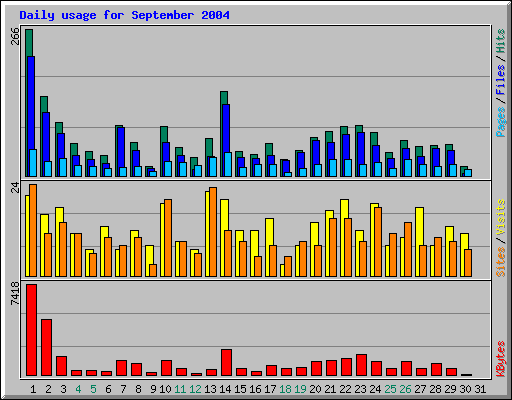 Daily usage for September 2004
266
Pages/Files/Hits
24
Sites/Visits
7418
KBytes
1 2 3 4 5 6 7 8 9 10 11 12 13 14 15 16 17 18 19 20 21 22 23 24 25 26 27 28 29 30 31